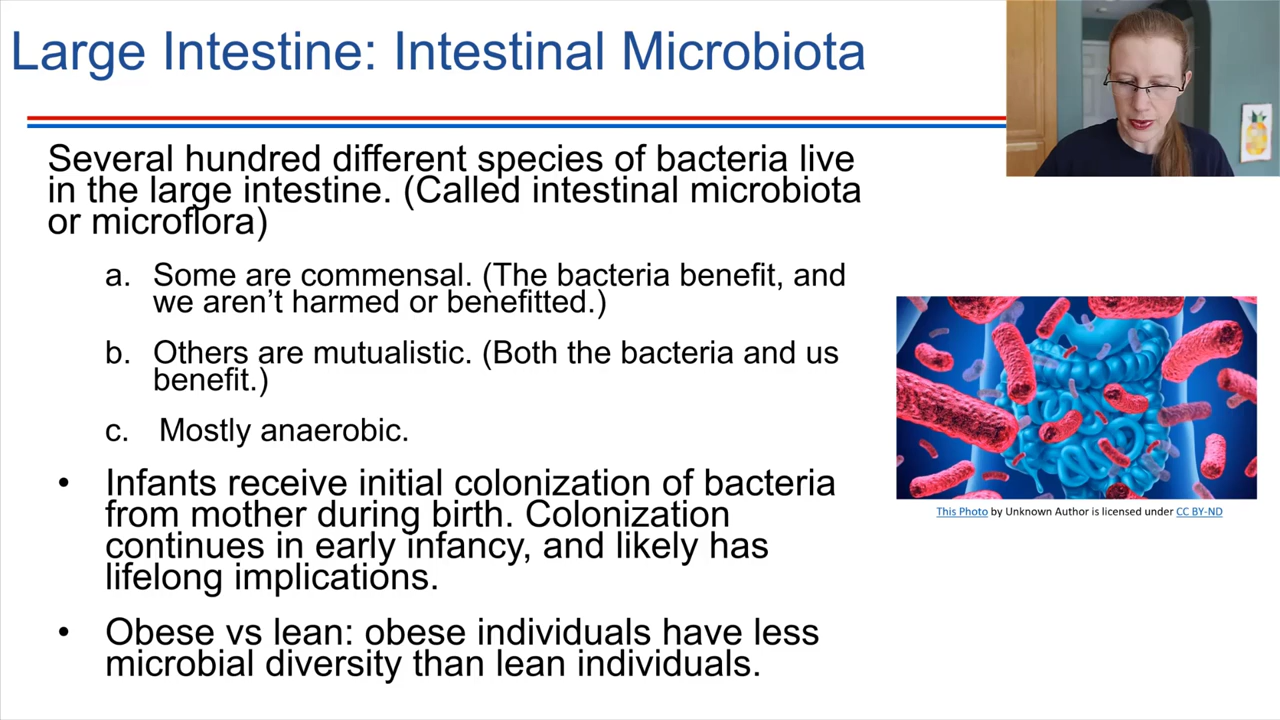 Large Intestine: Intestinal Microbiota
Several hundred different species of bacteria live
in the large intestine. (Called intestinal microbiota
or microflora)
a. Some are commensal. (The bacteria benefit, and
we aren’t harmed or benefitted.)
b. Others are mutualistic. (Both the bacteria and us
benefit.)
c. Mostly anaerobic.
• Infants receive initial colonization of bacteria
from mother during birth. Colonization
continues in early infancy, and likely has
lifelong implications.
• Obese vs lean: obese individuals have less
microbial diversity than lean individuals.
This Photo by Unknown Author is licensed under CC BY-ND